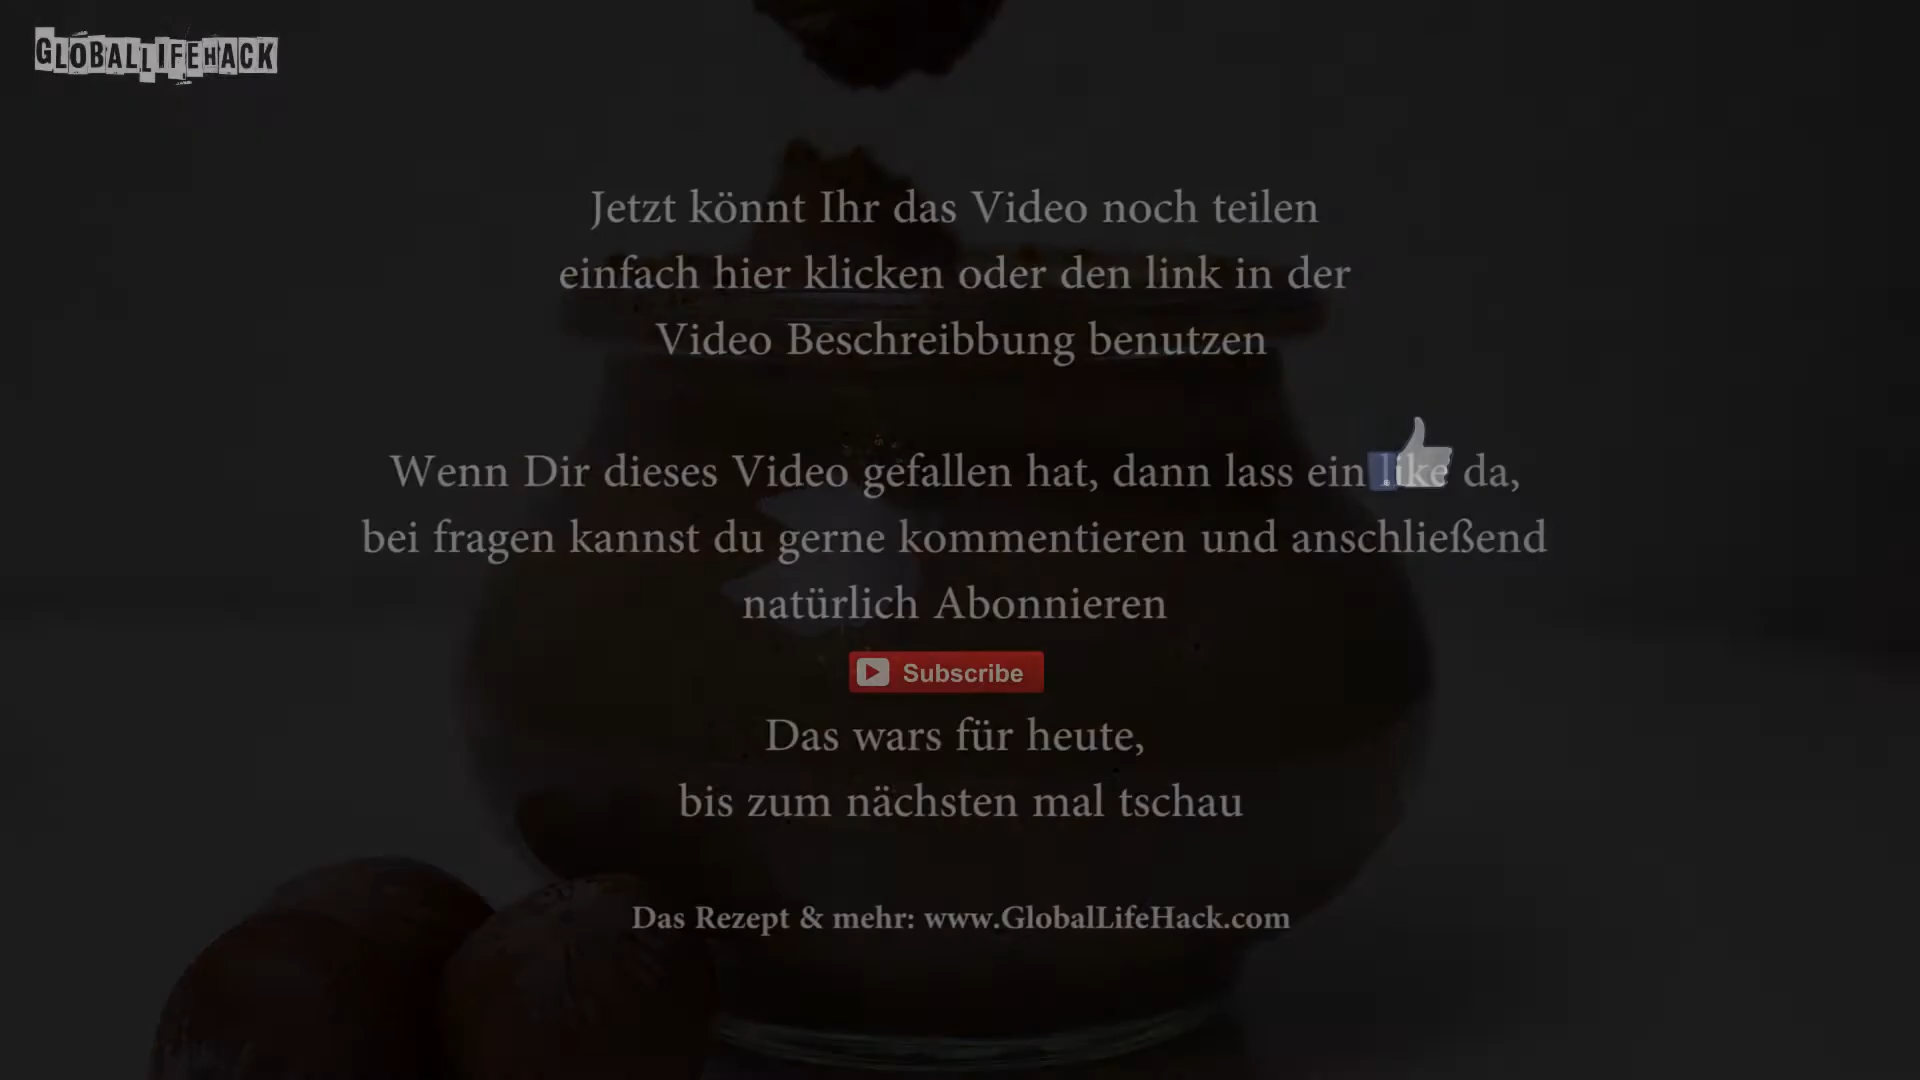 GLOBALLIFEHACK
Jetzt könnt Ihr das Video noch teilen
einfach hier klicken oder den link in der
Video Beschreibbung benutzen
Wenn Dir dieses Video gefallen hat, dann lass ein like da,
bei fragen kannst du gerne kommentieren und anschließend
natürlich Abonnieren
Subscribe
Das wars für heute,
bis zum nächsten mal tschau
Das Rezept & mehr: www.GlobalLifeHack.com